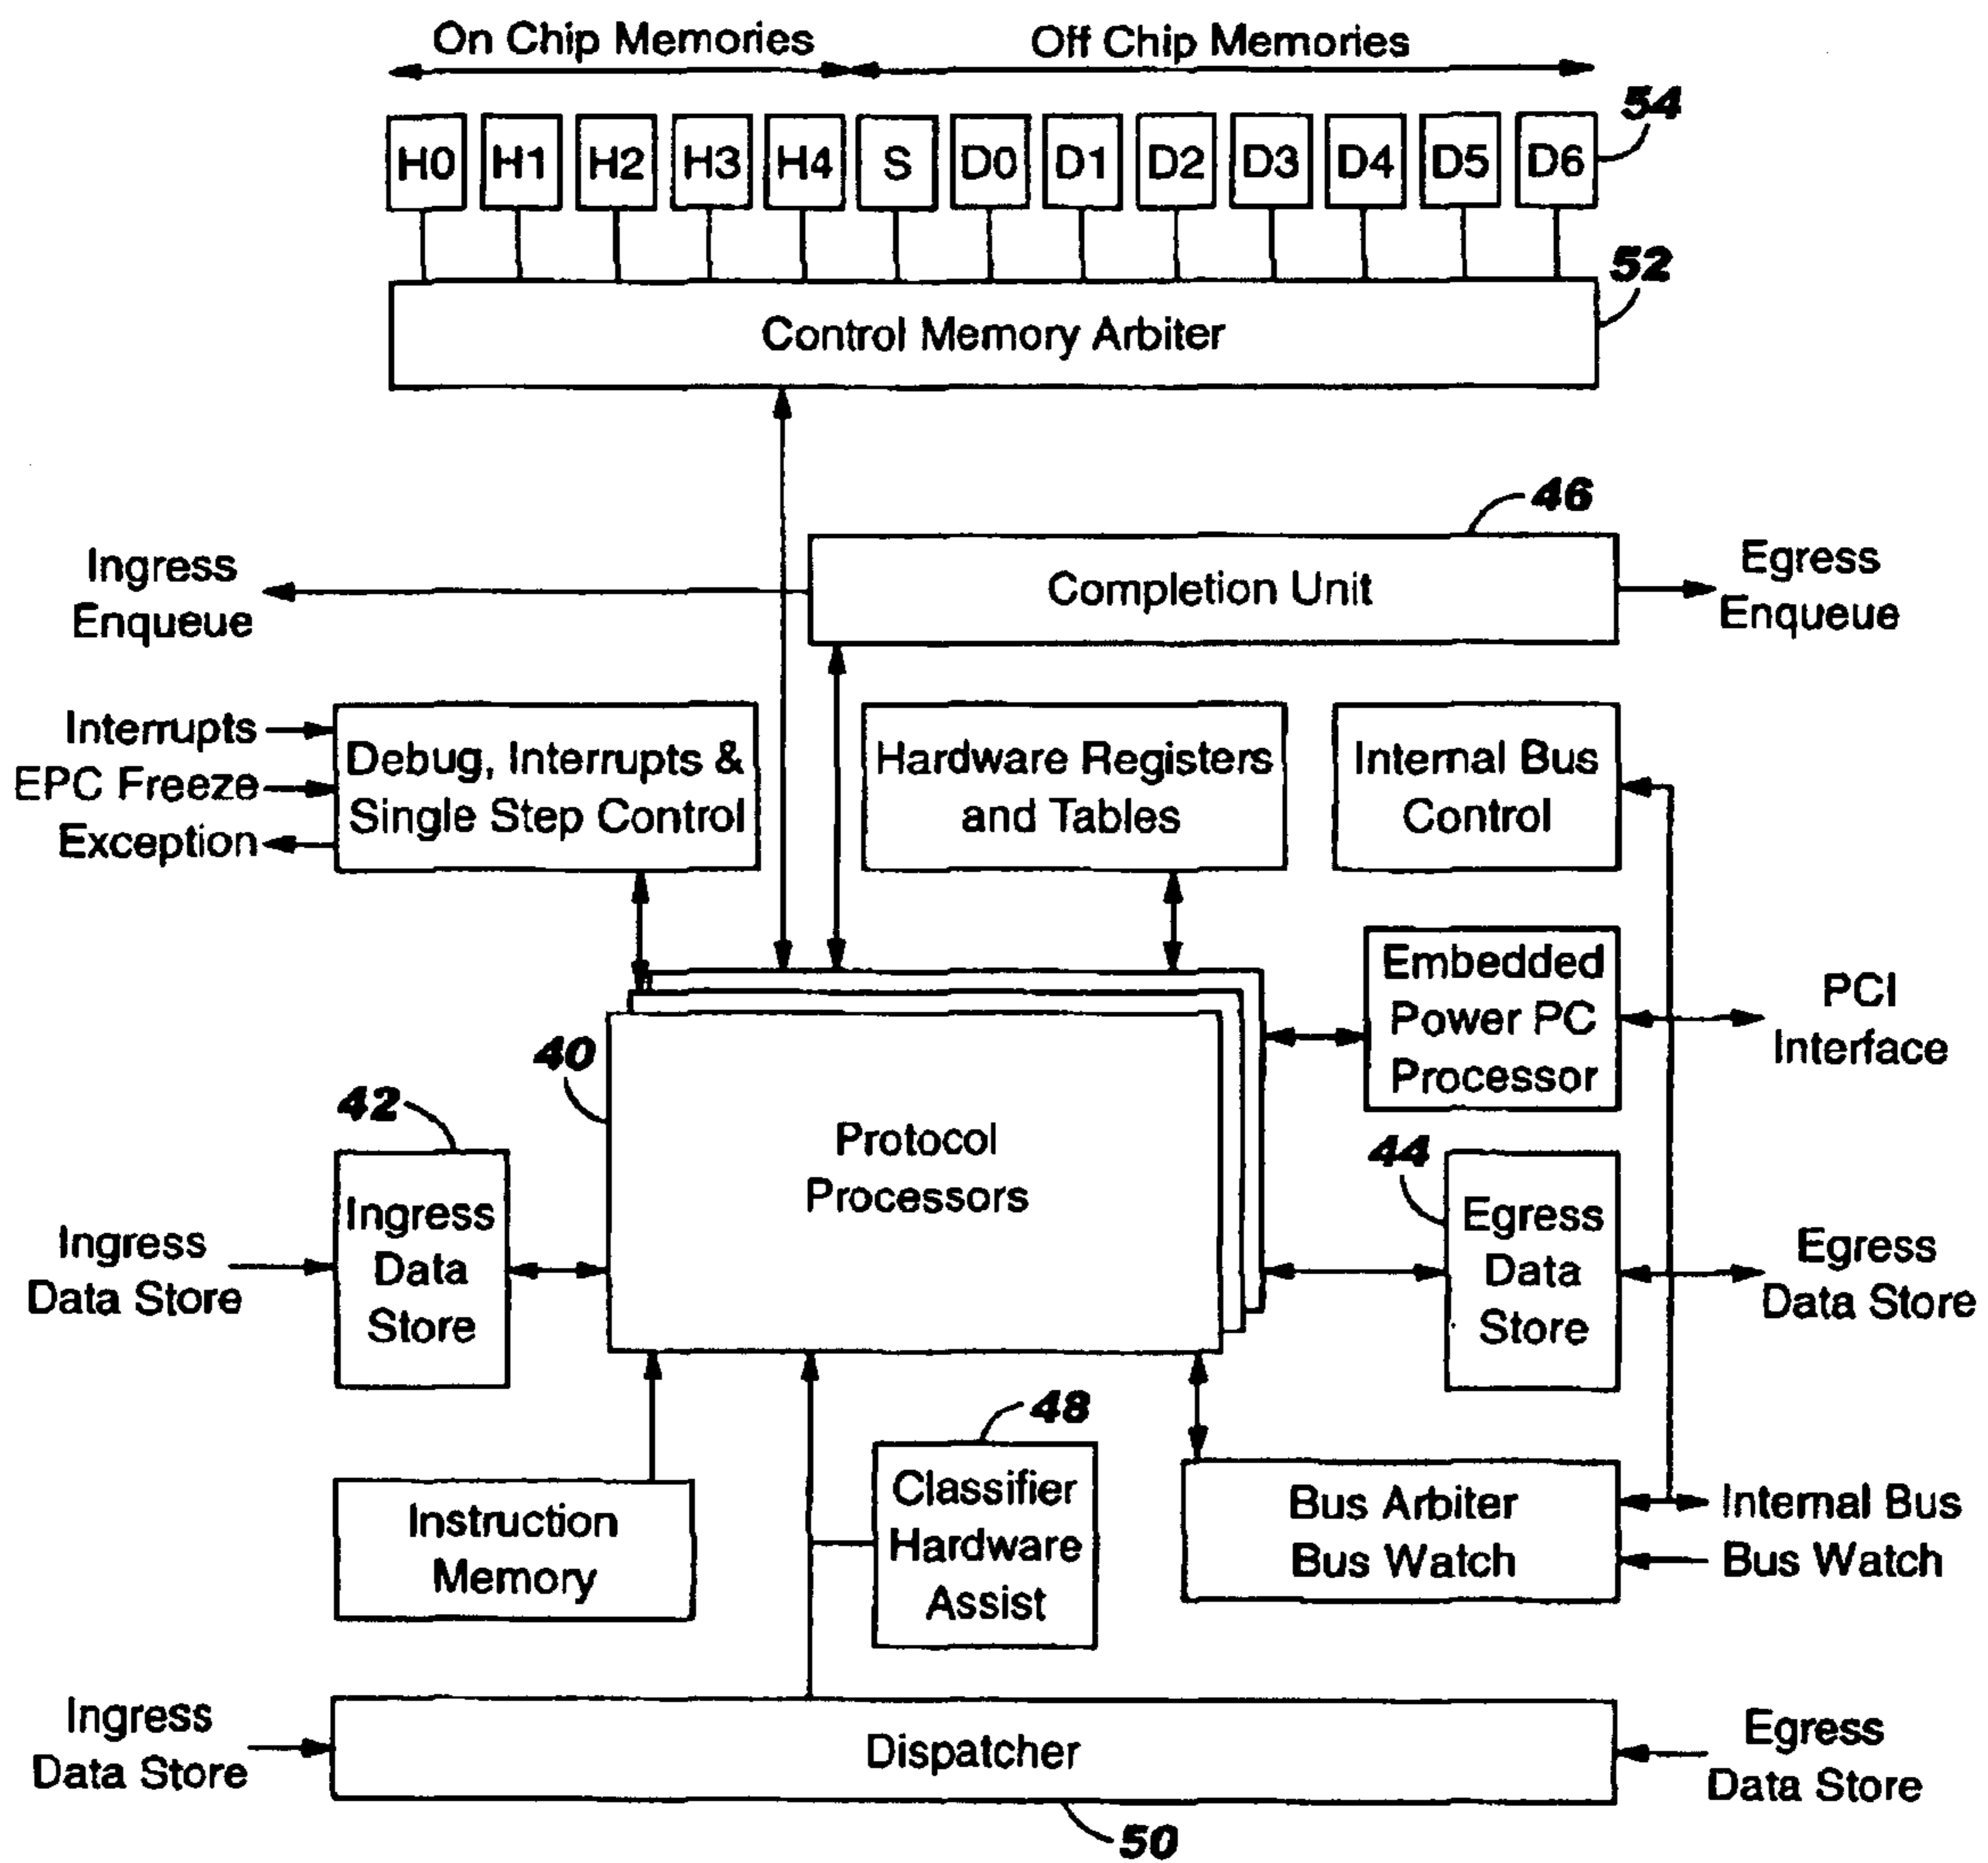 On Chip Memories
Off Chip Memories
54
H0 H1 H2 H3 H4 S D0 D1 D2 D3 D4 D5 D6
52
Control Memory Arbiter
46
Ingress
Enqueue
Completion Unit
Egress
Enqueue
Interrupts
EPC Freeze
Exception
Debug, Interrupts &
Single Step Control
Hardware Registers
and Tables
Internal Bus
Control
Embedded
Power PC
Processor
PCI
Interface
40
Protocol
Processors
42
Ingress
Data Store
Ingress
Data
Store
44
Egress
Data
Store
Egress
Data Store
Instruction
Memory
48
Classifier
Hardware
Assist
Bus Arbiter
Bus Watch
Internal Bus
Bus Watch
Ingress
Data Store
Dispatcher
Egress
Data Store
50